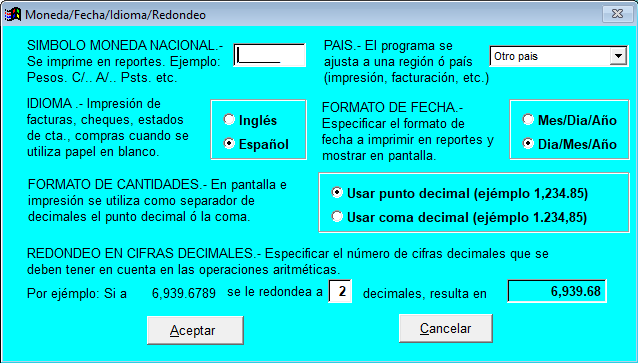 Moneda/Fecha/Idioma/Redondeo
SIMBOLO MONEDA NACIONAL.-
Se imprime en reportes. Ejemplo:
Pesos. C/.. A/.. Psts. etc.
PAIS.- El programa se
ajusta a una región ó país
(impresión, facturación, etc.)
Otro pais
IDIOMA .- Impresión de
facturas, cheques, estados
de cta., compras cuando se
utiliza papel en blanco.
Inglés
Español
FORMATO DE FECHA.-
Especificar el formato de
fecha a imprimir en reportes y
mostrar en pantalla.
Mes/Dia/Año
Dia/Mes/Año
FORMATO DE CANTIDADES.- En pantalla e
impresión se utiliza como separador de
decimales el punto decimal ó la coma.
Usar punto decimal (ejémplo 1,234.85)
Usar coma decimal (ejémplo 1.234,85)
REDONDEO EN CIFRAS DECIMALES.- Especificar el número de cifras decimales que se
deben tener en cuenta en las operaciones aritméticas.
Por ejémplo: Si a 6,939.6789 se le redondea a 2 decimales, resulta en 6,939.68
Aceptar
Cancelar